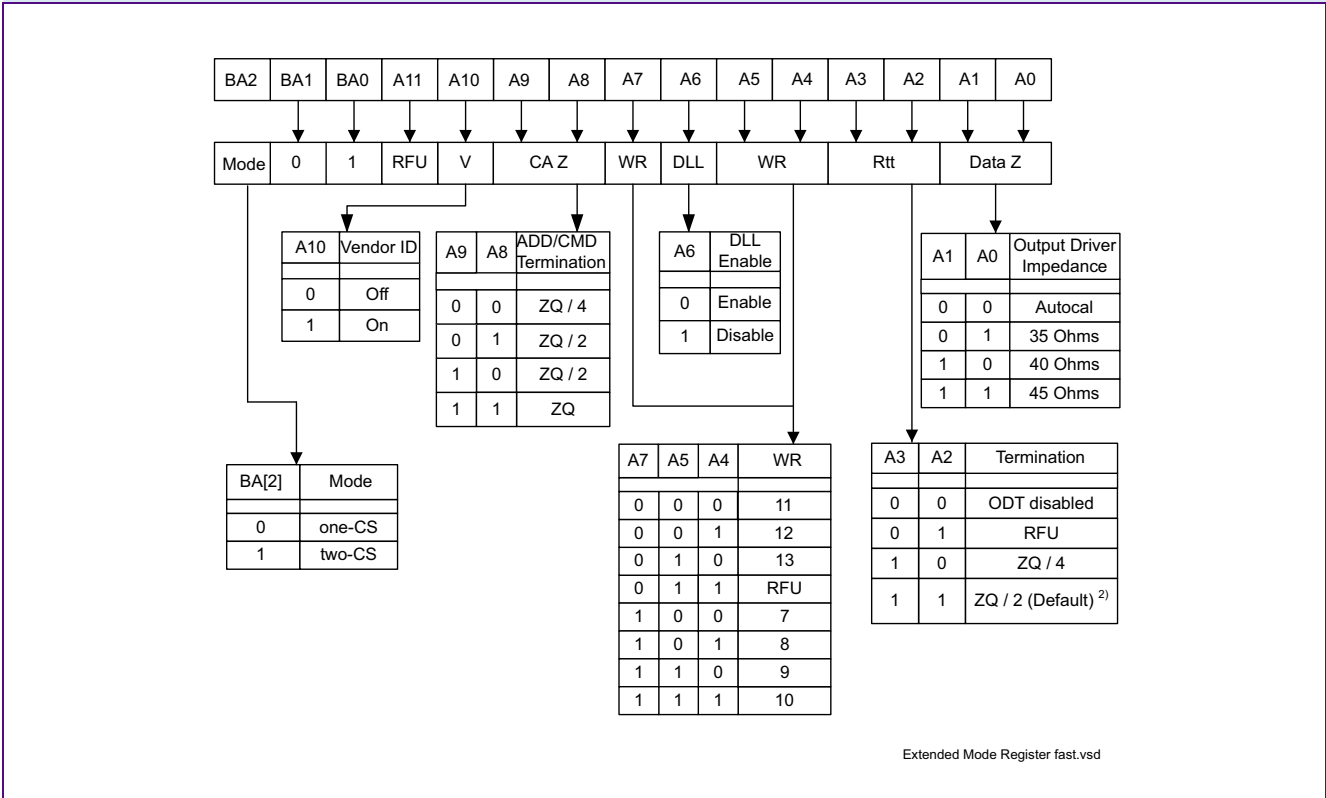 BA2 BA1 BA0 A11 A10 A9 A8 A7 A6 A5 A4 A3 A2 A1 A0
Mode 0 1 RFU V CA Z WR DLL WR Rtt Data Z
A10 Vendor ID
0 Off
1 On
A9 A8 ADD/CMD Termination
0 0 ZQ / 4
0 1 ZQ / 2
1 0 ZQ / 2
1 1 ZQ
A6 DLL Enable
0 Enable
1 Disable
A1 A0 Output Driver Impedance
0 0 Autocal
0 1 35 Ohms
1 0 40 Ohms
1 1 45 Ohms
BA[2] Mode
0 one-CS
1 two-CS
A7 A5 A4 WR
0 0 0 11
0 0 1 12
0 1 0 13
0 1 1 RFU
1 0 0 7
1 0 1 8
1 1 0 9
1 1 1 10
A3 A2 Termination
0 0 ODT disabled
0 1 RFU
1 0 ZQ / 4
1 1 ZQ / 2 (Default) 2)
Extended Mode Register fast.vsd